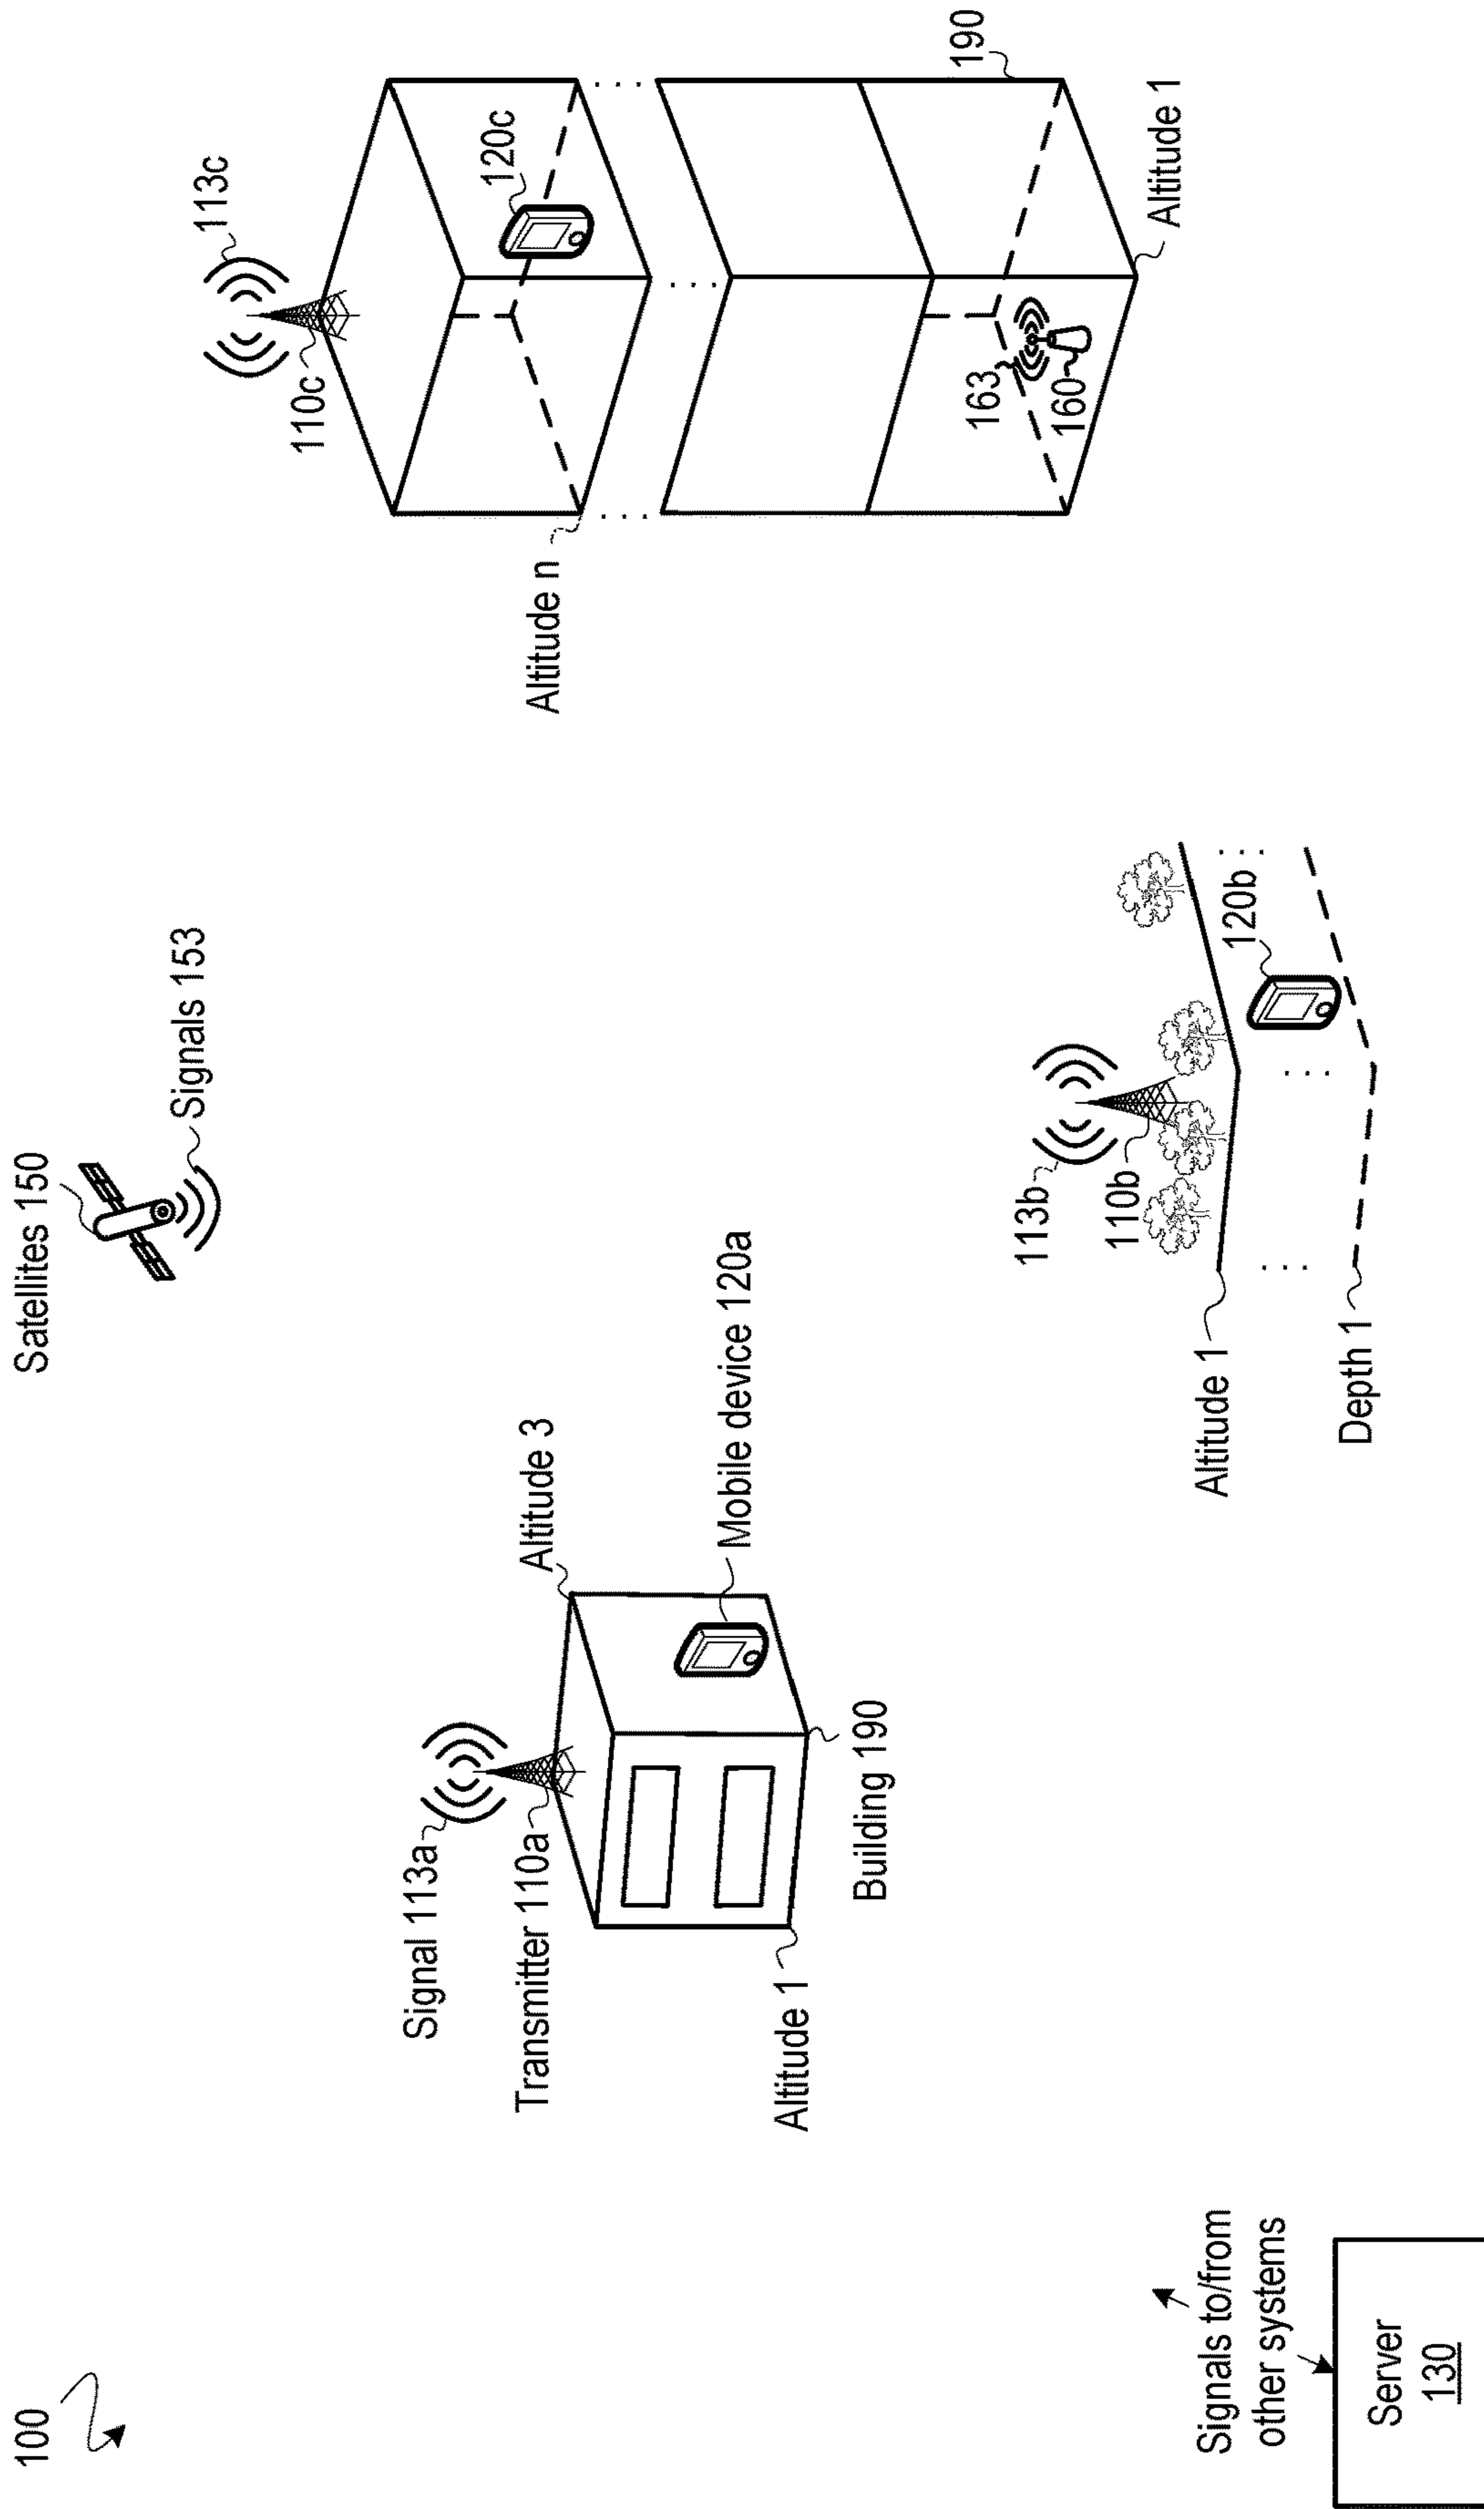 100
Satellites 150
Signals 153
113c
110c
120c
Altitude n
190
163
160
Altitude 1
Signal 113a
Transmitter 110a
Altitude 3
Mobile device 120a
Altitude 1
Building 190
113b
110b
120b
Altitude 1
Depth 1
Signals to/from
other systems
Server
130